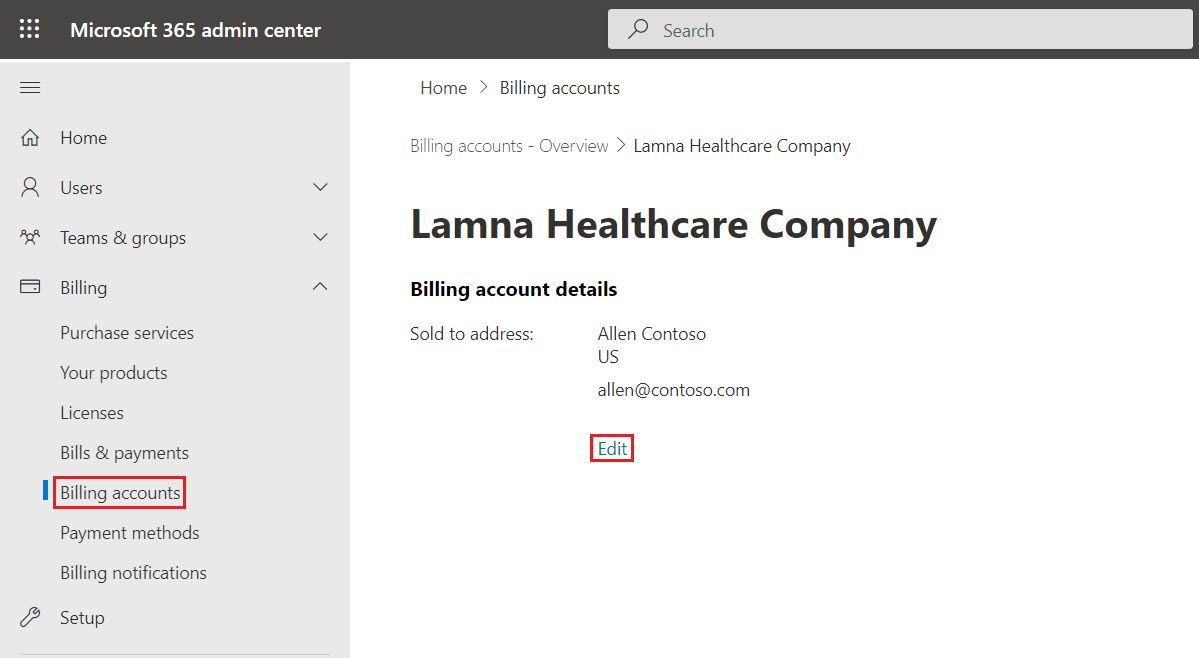 Microsoft 365 admin center
Search
Home
Users
Teams & groups
Billing
Purchase services
Your products
Licenses
Bills & payments
Billing accounts
Payment methods
Billing notifications
Setup
Home > Billing accounts
Billing accounts - Overview > Lamna Healthcare Company
Lamna Healthcare Company
Billing account details
Sold to address: Allen Contoso
US
allen@contoso.com
Edit